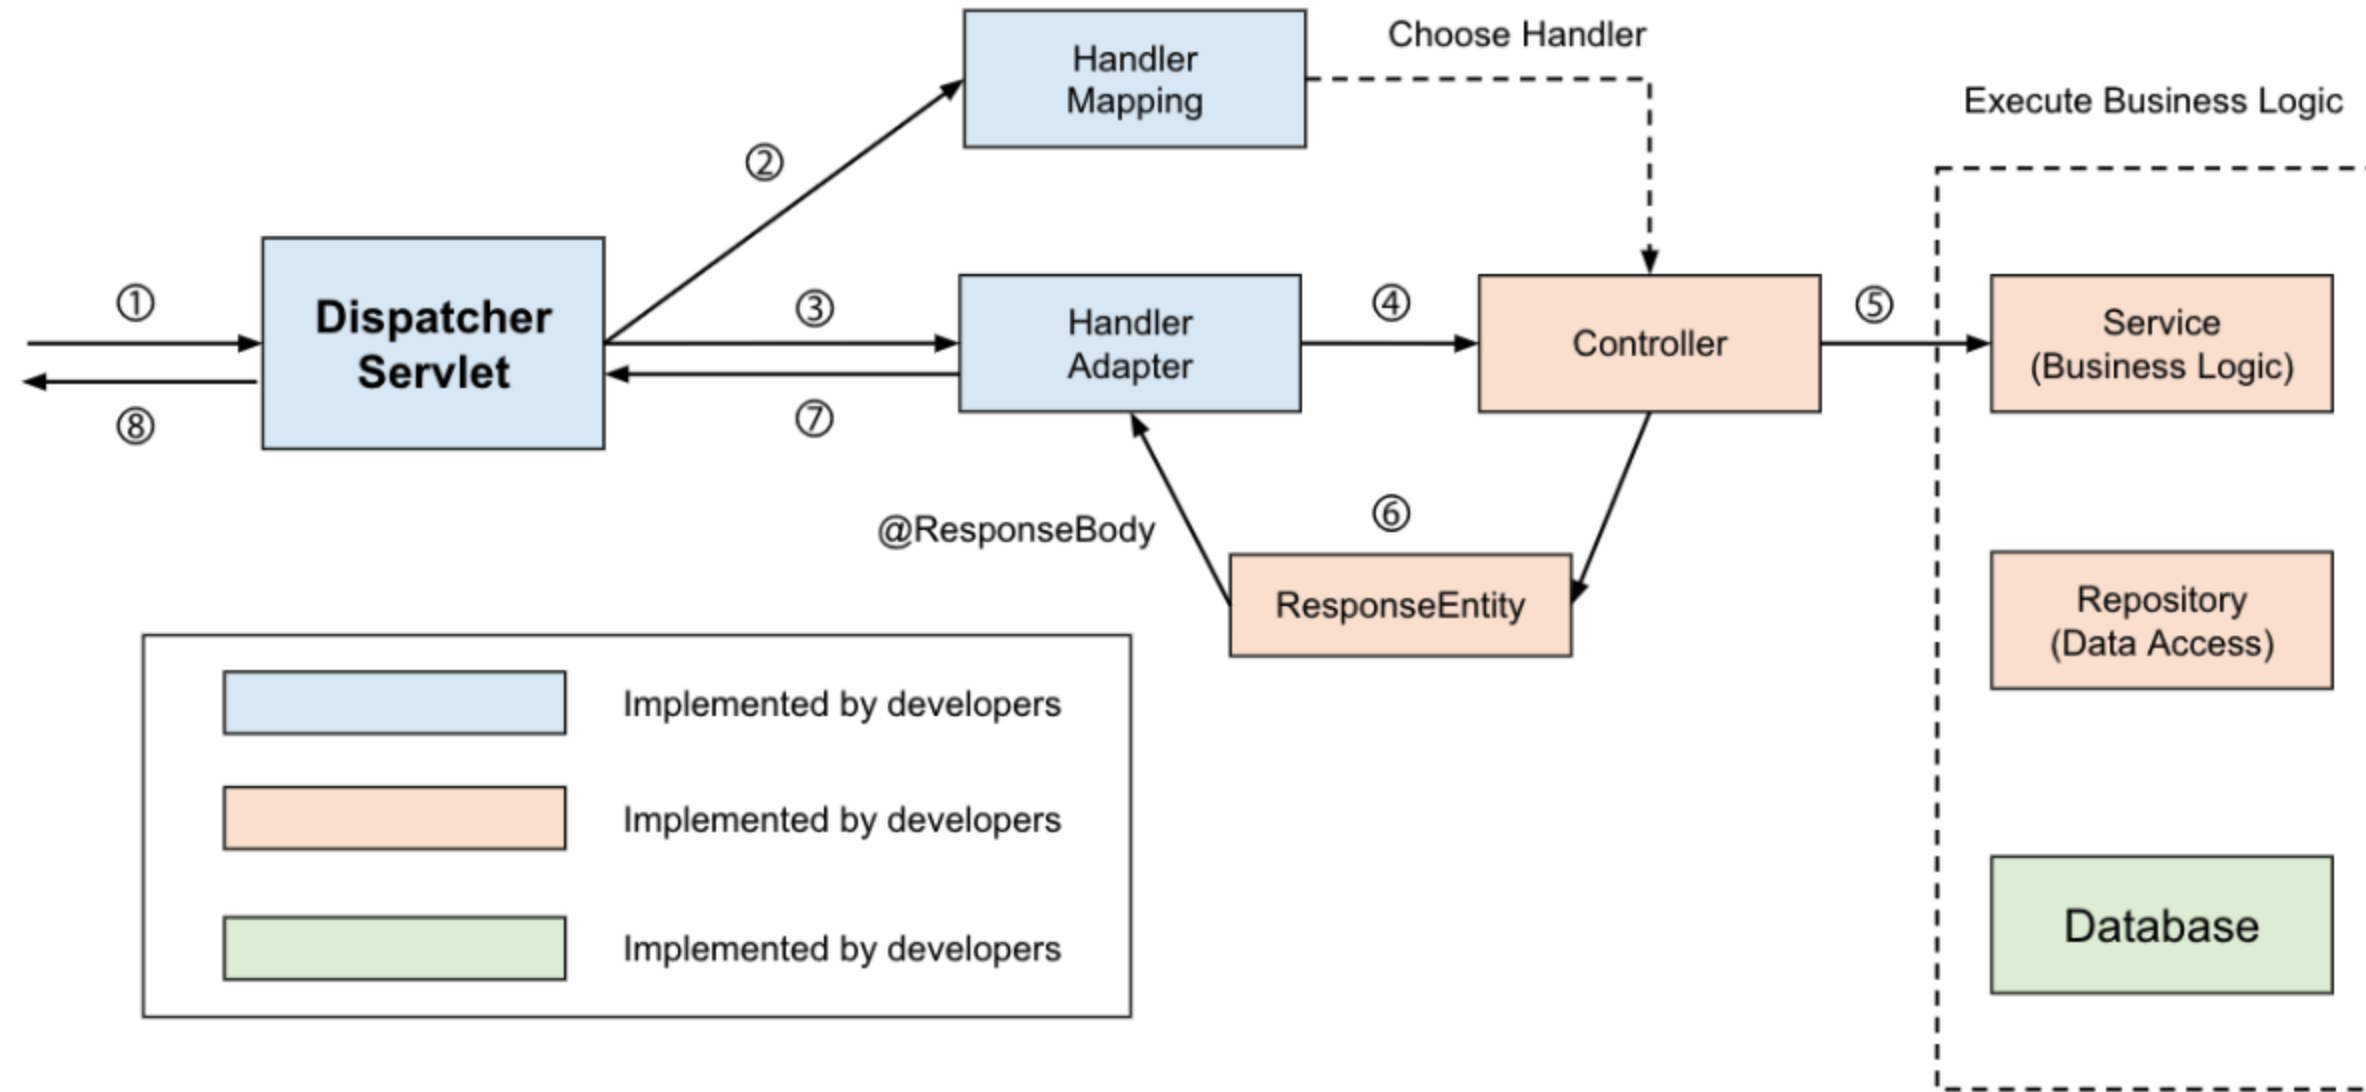 Handler
Mapping
Choose Handler
Execute Business Logic
②
①
Dispatcher
Servlet
⑧
③
⑦
Handler
Adapter
④
Controller
⑤
Service
(Business Logic)
@ResponseBody
⑥
ResponseEntity
Repository
(Data Access)
Database
Implemented by developers
Implemented by developers
Implemented by developers